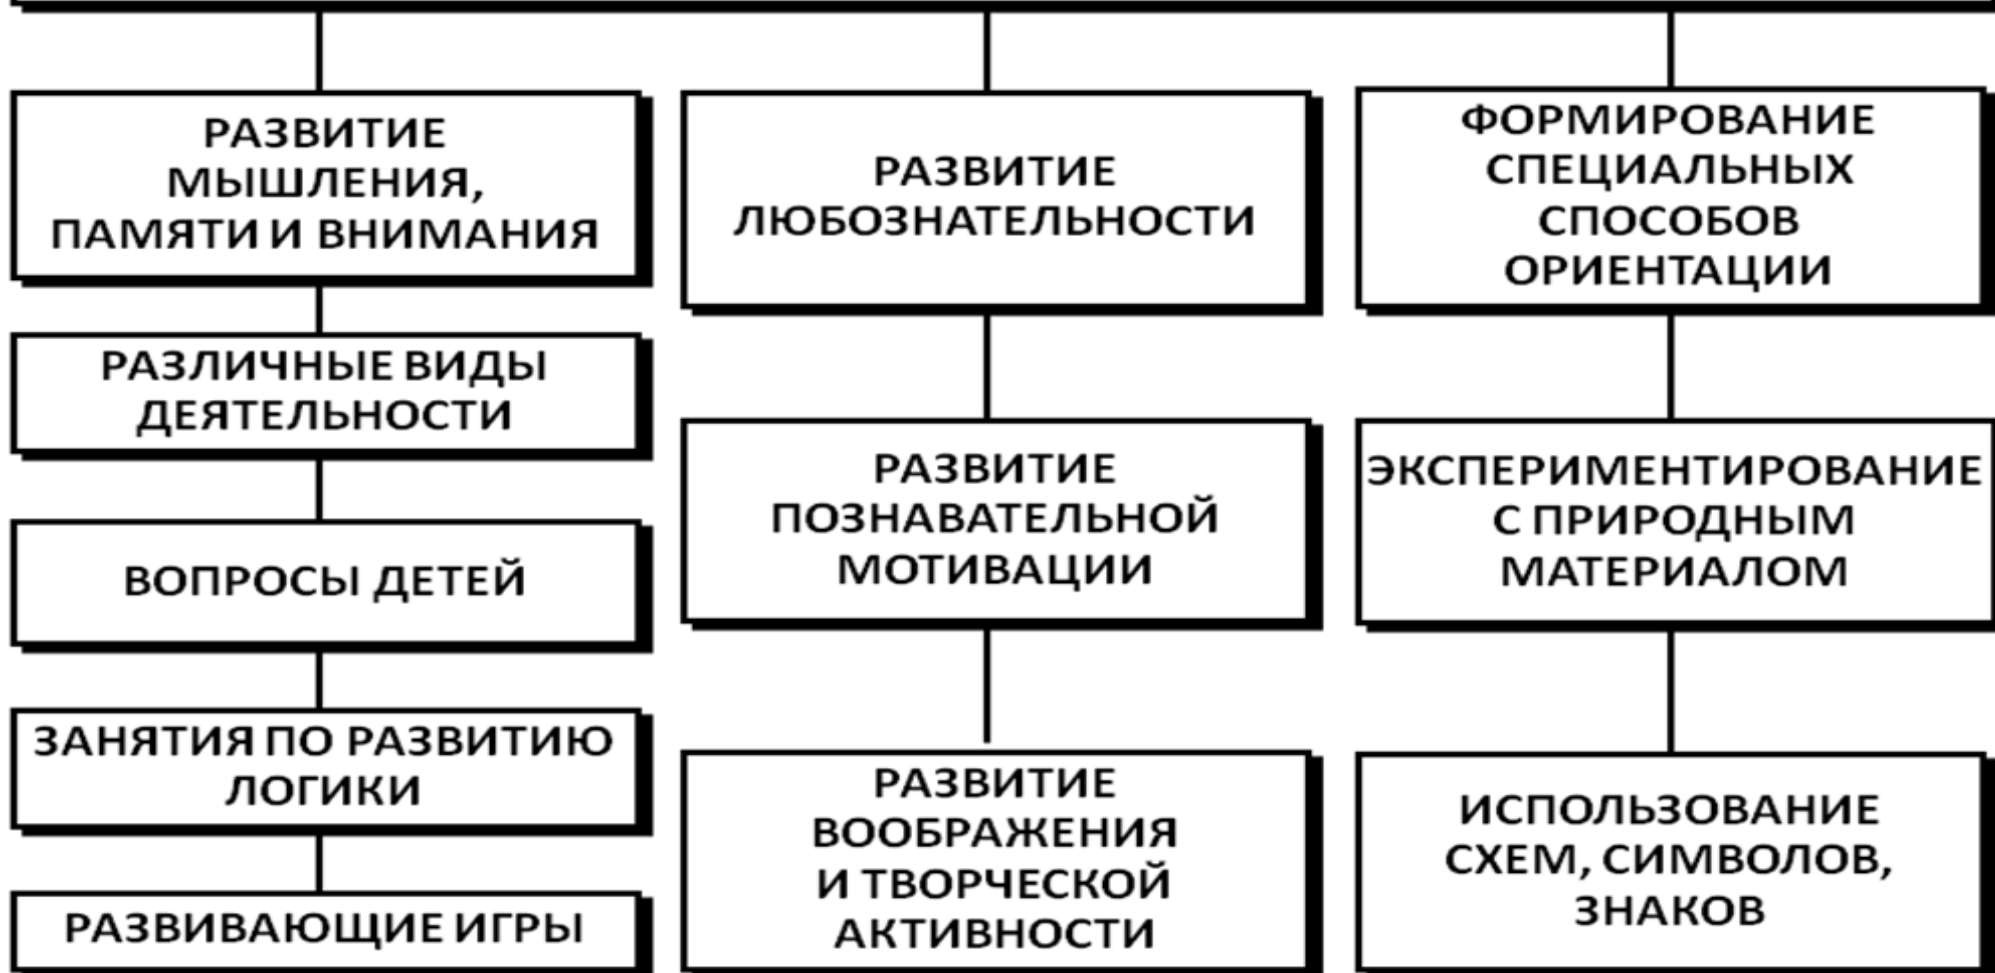 РАЗВИТИЕ
МЫШЛЕНИЯ,
ПАМЯТИ И ВНИМАНИЯ
РАЗЛИЧНЫЕ ВИДЫ
ДЕЯТЕЛЬНОСТИ
ВОПРОСЫ ДЕТЕЙ
ЗАНЯТИЯ ПО РАЗВИТИЮ
ЛОГИКИ
РАЗВИВАЮЩИЕ ИГРЫ
РАЗВИТИЕ
ЛЮБОЗНАТЕЛЬНОСТИ
РАЗВИТИЕ
ПОЗНАВАТЕЛЬНОЙ
МОТИВАЦИИ
РАЗВИТИЕ
ВООБРАЖЕНИЯ
И ТВОРЧЕСКОЙ
АКТИВНОСТИ
ФОРМИРОВАНИЕ
СПЕЦИАЛЬНЫХ
СПОСОБОВ
ОРИЕНТАЦИИ
ЭКСПЕРИМЕНТИРОВАНИЕ
С ПРИРОДНЫМ
МАТЕРИАЛОМ
ИСПОЛЬЗОВАНИЕ
СХЕМ, СИМВОЛОВ,
ЗНАКОВ